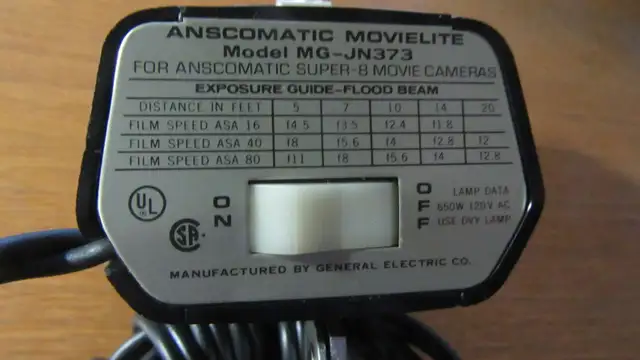 ANSCOMATIC MOVIELITE
Model MG-JN373
FOR ANSCOMATIC SUPER-8 MOVIE CAMERAS
EXPOSURE GUIDE-FLOOD BEAM
DISTANCE IN FEET 5 7 10 14 20
FILM SPEED ASA 16 f4.5 f3.5 f2.4 f1.8
FILM SPEED ASA 40 f8 f5.6 f4 f2.8 f2
FILM SPEED ASA 80 f11 f8 f5.6 f4 f2.8
UL
SA
ON
OFF
LAMP DATA
650W 120V AC
USE DVY LAMP
MANUFACTURED BY GENERAL ELECTRIC CO.